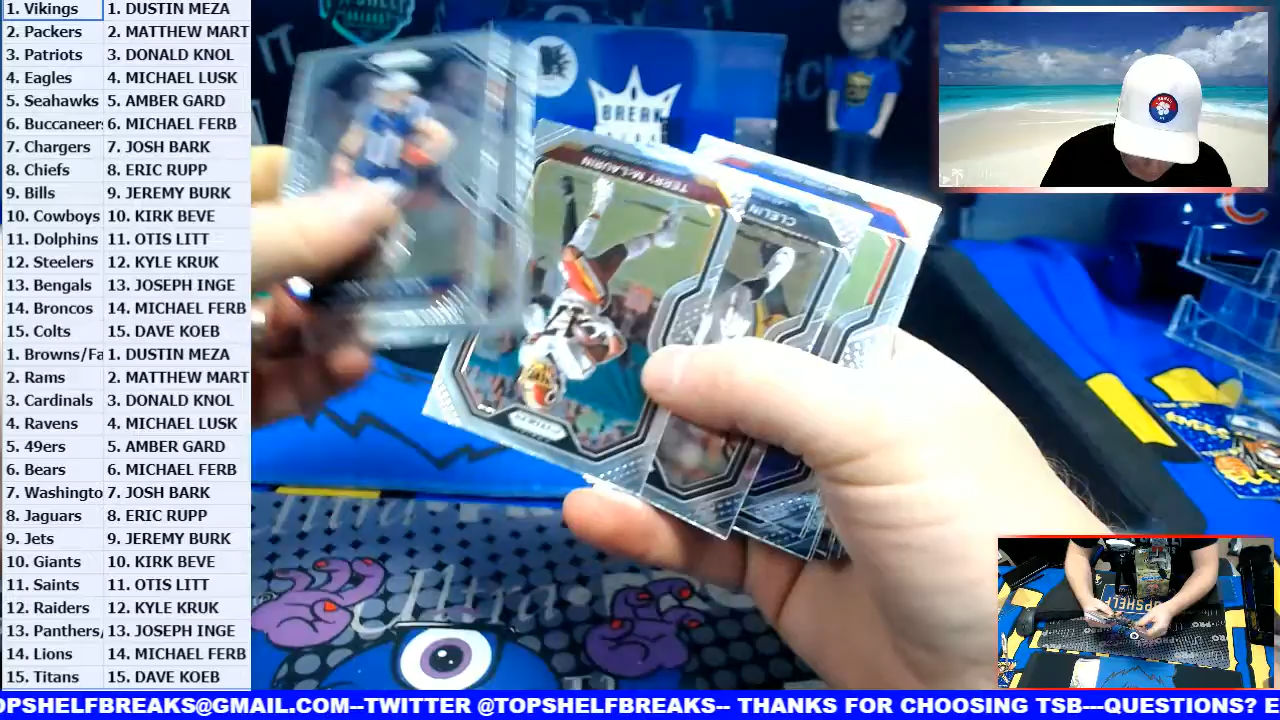 1. Vikings 1. DUSTIN MEZA
2. Packers 2. MATTHEW MART
3. Patriots 3. DONALD KNOL
4. Eagles 4. MICHAEL LUSK
5. Seahawks 5. AMBER GARD
6. Buccaneers 6. MICHAEL FERB
7. Chargers 7. JOSH BARK
8. Chiefs 8. ERIC RUPP
9. Bills 9. JEREMY BURK
10. Cowboys 10. KIRK BEVE
11. Dolphins 11. OTIS LITT
12. Steelers 12. KYLE KRUK
13. Bengals 13. JOSEPH INGE
14. Broncos 14. MICHAEL FERB
15. Colts 15. DAVE KOEB
1. Browns/Fa 1. DUSTIN MEZA
2. Rams 2. MATTHEW MART
3. Cardinals 3. DONALD KNOL
4. Ravens 4. MICHAEL LUSK
5. 49ers 5. AMBER GARD
6. Bears 6. MICHAEL FERB
7. Washingto 7. JOSH BARK
8. Jaguars 8. ERIC RUPP
9. Jets 9. JEREMY BURK
10. Giants 10. KIRK BEVE
11. Saints 11. OTIS LITT
12. Raiders 12. KYLE KRUK
13. Panthers/ 13. JOSEPH INGE
14. Lions 14. MICHAEL FERB
15. Titans 15. DAVE KOEB
BREAK
TERRY McLAURIN
CLELIN
PRIZM
Ultra
OPSHELFBREAKS@GMAIL.COM--TWITTER @TOPSHELFBREAKS-- THANKS FOR CHOOSING TSB---QUESTIONS? E